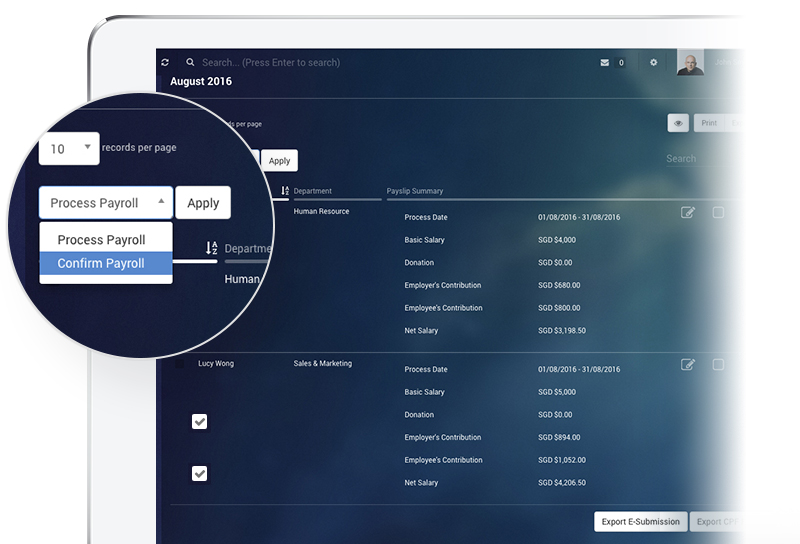 Search... (Press Enter to search)
0
August 2016
records per page
Print
Apply
Search
10
records per page
Process Payroll
Apply
Process Payroll
Confirm Payroll
Human
Department
Payslip Summary
Human Resource
Process Date 01/08/2016 - 31/08/2016
Basic Salary SGD $4,000
Donation SGD $0.00
Employer's Contribution SGD $680.00
Employee's Contribution SGD $800.00
Net Salary SGD $3,198.50
Lucy Wong
Sales & Marketing
Process Date 01/08/2016 - 31/08/2016
Basic Salary SGD $5,000
Donation SGD $0.00
Employer's Contribution SGD $894.00
Employee's Contribution SGD $1,052.00
Net Salary SGD $4,206.50
Export E-Submission
Export CPF